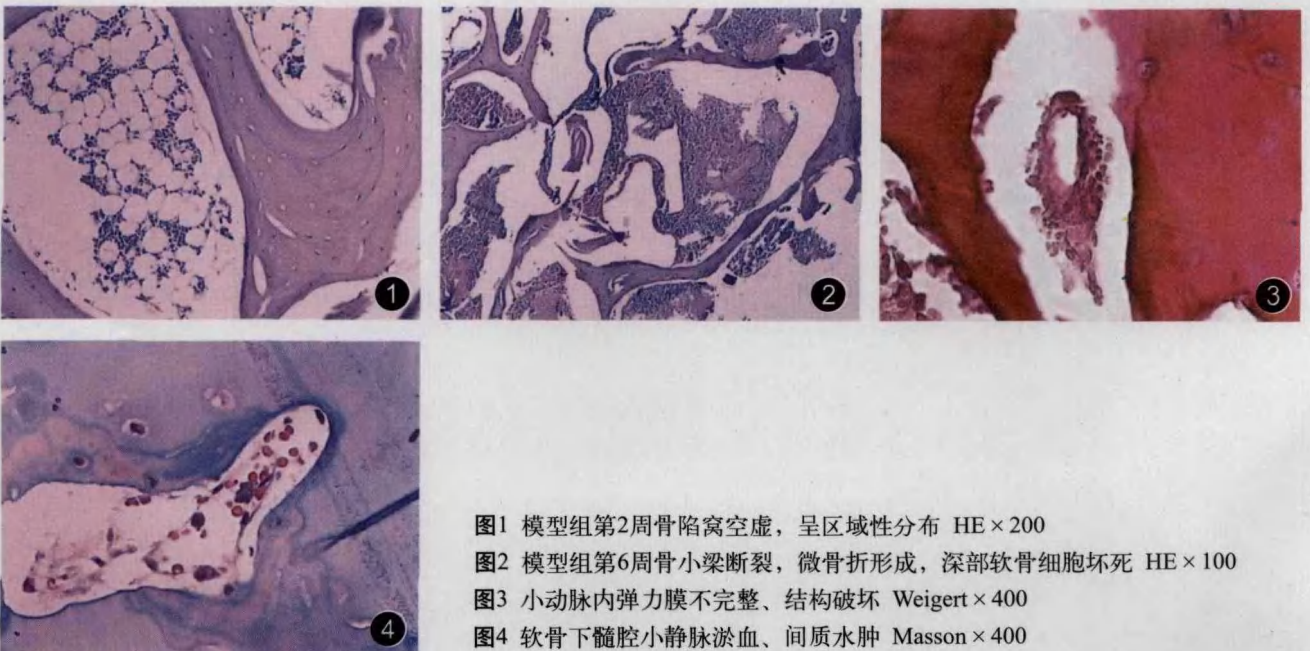 1
2
3
4
图1 模型组第2周骨陷窝空虚，呈区域性分布 HE×200
图2 模型组第6周骨小梁断裂，微骨折形成，深部软骨细胞坏死 HE×100
图3 小动脉内弹力膜不完整、结构破坏 Weigert×400
图4 软骨下髓腔小静脉淤血、间质水肿 Masson×400